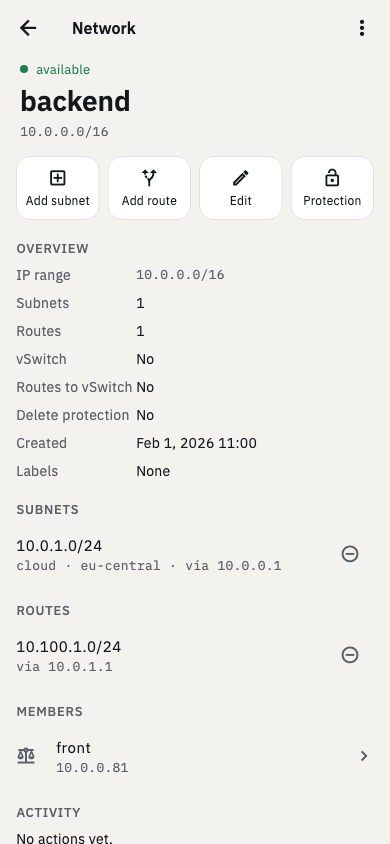 Network
available
backend
10.0.0.0/16
Add subnet
Add route
Edit
Protection
OVERVIEW
IP range 10.0.0.0/16
Subnets 1
Routes 1
vSwitch No
Routes to vSwitch No
Delete protection No
Created Feb 1, 2026 11:00
Labels None
SUBNETS
10.0.1.0/24
cloud · eu-central · via 10.0.0.1
ROUTES
10.100.1.0/24
via 10.0.1.1
MEMBERS
front
10.0.0.81
ACTIVITY
No actions yet.